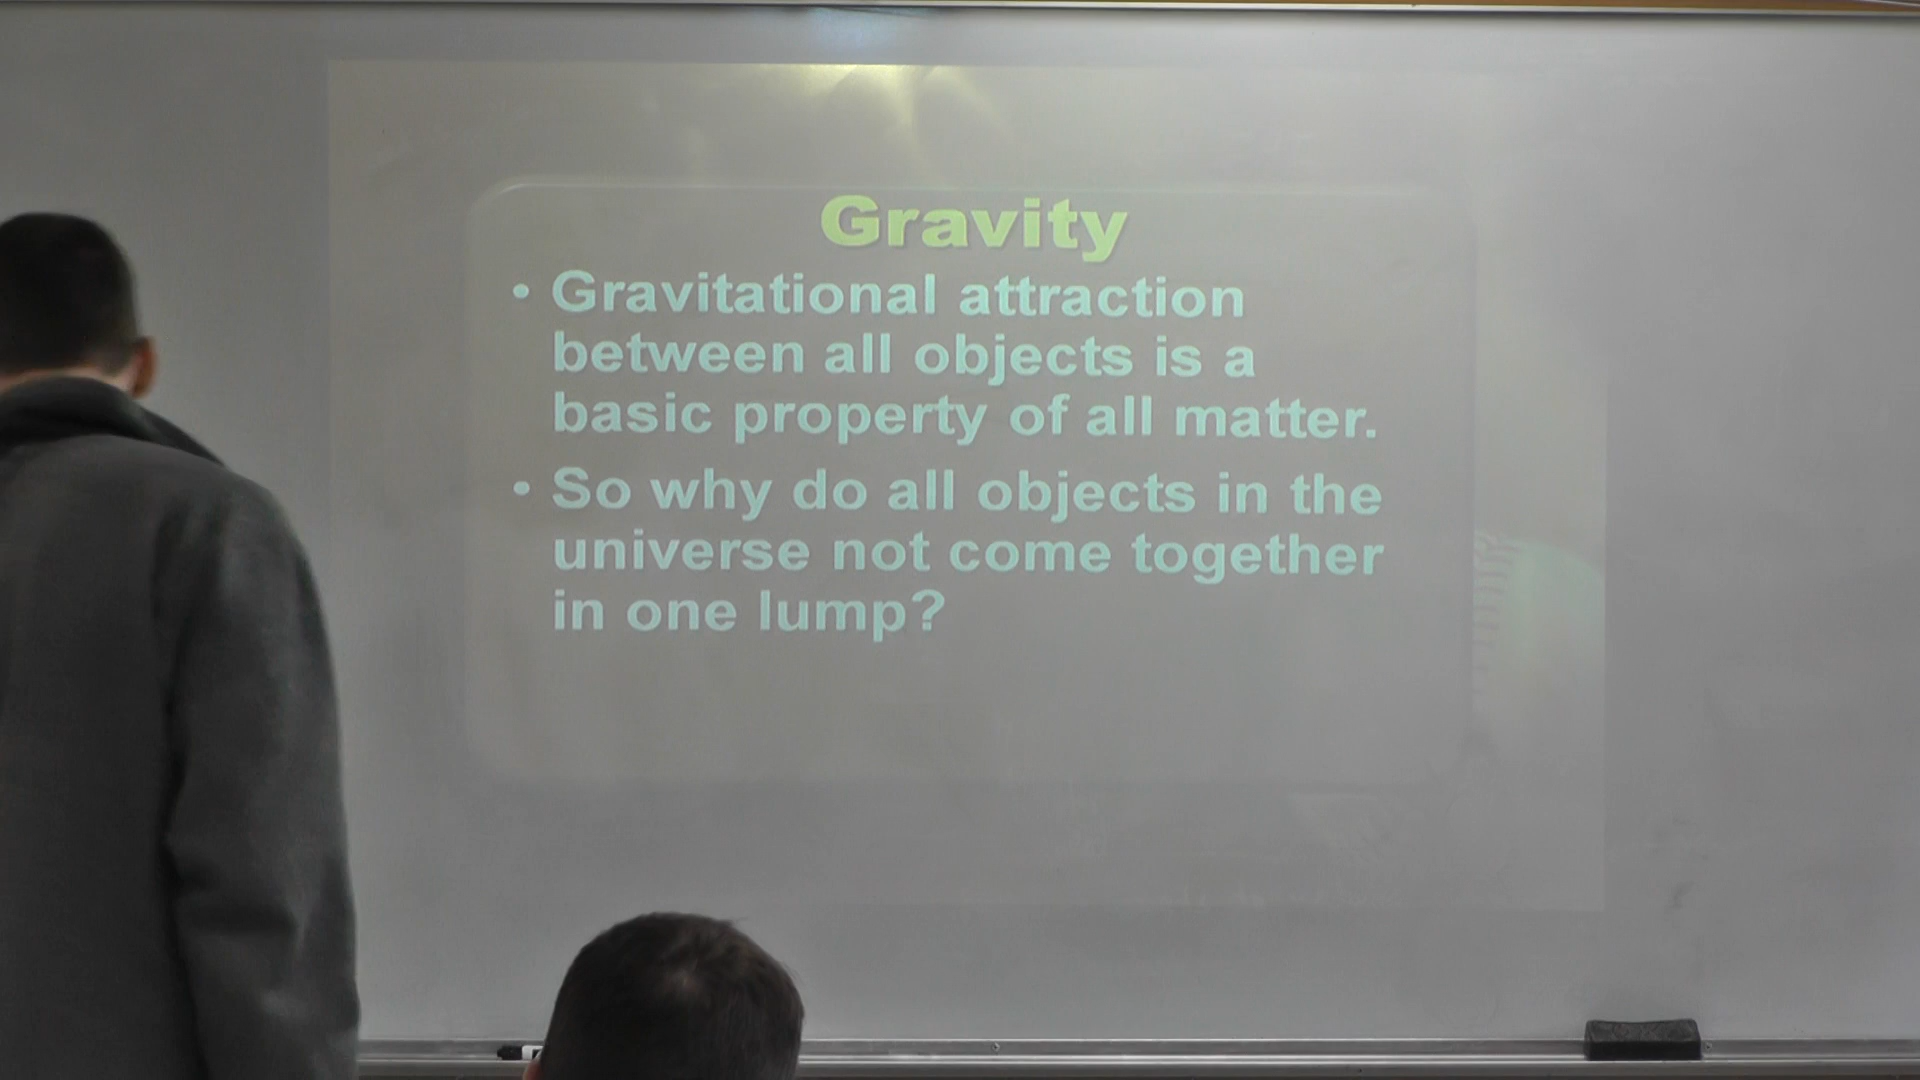 Gravity
• Gravitational attraction
between all objects is a
basic property of all matter.
• So why do all objects in the
universe not come together
in one lump?